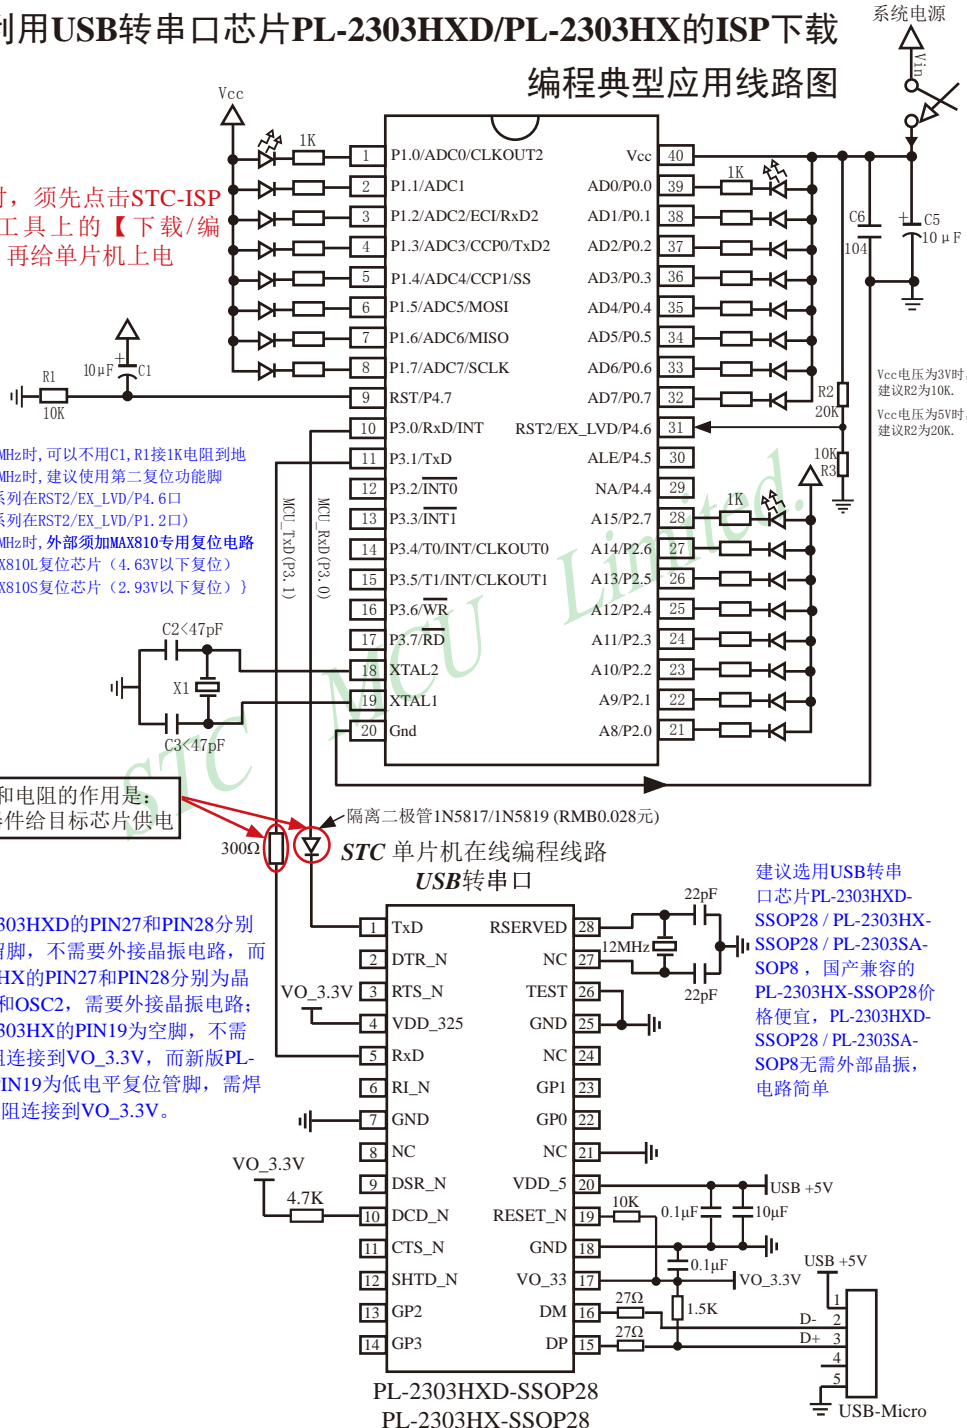 利用USB转串口芯片PL-2303HXD/PL-2303HX的ISP下载
编程典型应用线路图
系统电源
Vin
Vcc
时，须先点击STC-ISP
工具上的【下载/编
再给单片机上电
1K
1 P1.0/ADC0/CLKOUT2
2 P1.1/ADC1
3 P1.2/ADC2/ECI/RxD2
4 P1.3/ADC3/CCP0/TxD2
5 P1.4/ADC4/CCP1/SS
6 P1.5/ADC5/MOSI
7 P1.6/ADC6/MISO
8 P1.7/ADC7/SCLK
9 RST/P4.7
10 P3.0/RxD/INT
11 P3.1/TxD
12 P3.2/INT0
13 P3.3/INT1
14 P3.4/T0/INT/CLKOUT0
15 P3.5/T1/INT/CLKOUT1
16 P3.6/WR
17 P3.7/RD
18 XTAL2
19 XTAL1
20 Gnd
Vcc 40
AD0/P0.0 39
AD1/P0.1 38
AD2/P0.2 37
AD3/P0.3 36
AD4/P0.4 35
AD5/P0.5 34
AD6/P0.6 33
AD7/P0.7 32
RST2/EX_LVD/P4.6 31
ALE/P4.5 30
NA/P4.4 29
A15/P2.7 28
A14/P2.6 27
A13/P2.5 26
A12/P2.4 25
A11/P2.3 24
A10/P2.2 23
A9/P2.1 22
A8/P2.0 21
1K
1K
C6
104
C5
+
10μF
Vcc电压为3V时,
建议R2为10K.
Vcc电压为5V时,
建议R2为20K.
R2
20K
10K
R3
R1
10K
10μF
+
C1
MHz时,可以不用C1,R1接1K电阻到地
MHz时,建议使用第二复位功能脚
系列在RST2/EX_LVD/P4.6口
系列在RST2/EX_LVD/P1.2口)
MHz时,外部须加MAX810专用复位电路
X810L复位芯片（4.63V以下复位）
X810S复位芯片（2.93V以下复位）}
MCU_TxD(P3.1)
MCU_RxD(P3.0)
C2<47pF
X1
C3<47pF
STC MCU Limited.
和电阻的作用是:
件给目标芯片供电
300Ω
隔离二极管1N5817/1N5819 (RMB0.028元)
STC 单片机在线编程线路
USB转串口
303HXD的PIN27和PIN28分别
留脚，不需要外接晶振电路，而
HX的PIN27和PIN28分别为晶
和OSC2，需要外接晶振电路；
303HX的PIN19为空脚，不需
连接到VO_3.3V，而新版PL-
PIN19为低电平复位管脚，需焊
阻连接到VO_3.3V。
建议选用USB转串
口芯片PL-2303HXD-
SSOP28 / PL-2303HX-
SSOP28 / PL-2303SA-
SOP8，国产兼容的
PL-2303HX-SSOP28价
格便宜，PL-2303HXD-
SSOP28 / PL-2303SA-
SOP8无需外部晶振，
电路简单
1 TxD
2 DTR_N
3 RTS_N
4 VDD_325
5 RxD
6 RI_N
7 GND
8 NC
9 DSR_N
10 DCD_N
11 CTS_N
12 SHTD_N
13 GP2
14 GP3
RSERVED 28
NC 27
TEST 26
GND 25
NC 24
GP1 23
GP0 22
NC 21
VDD_5 20
RESET_N 19
GND 18
VO_33 17
DM 16
DP 15
VO_3.3V
VO_3.3V
4.7K
22pF
12MHz
22pF
USB +5V
10K
0.1μF
10μF
0.1μF
VO_3.3V
27Ω
27Ω
1.5K
USB +5V
D-
D+
1
2
3
4
5
USB-Micro
PL-2303HXD-SSOP28
PL-2303HX-SSOP28